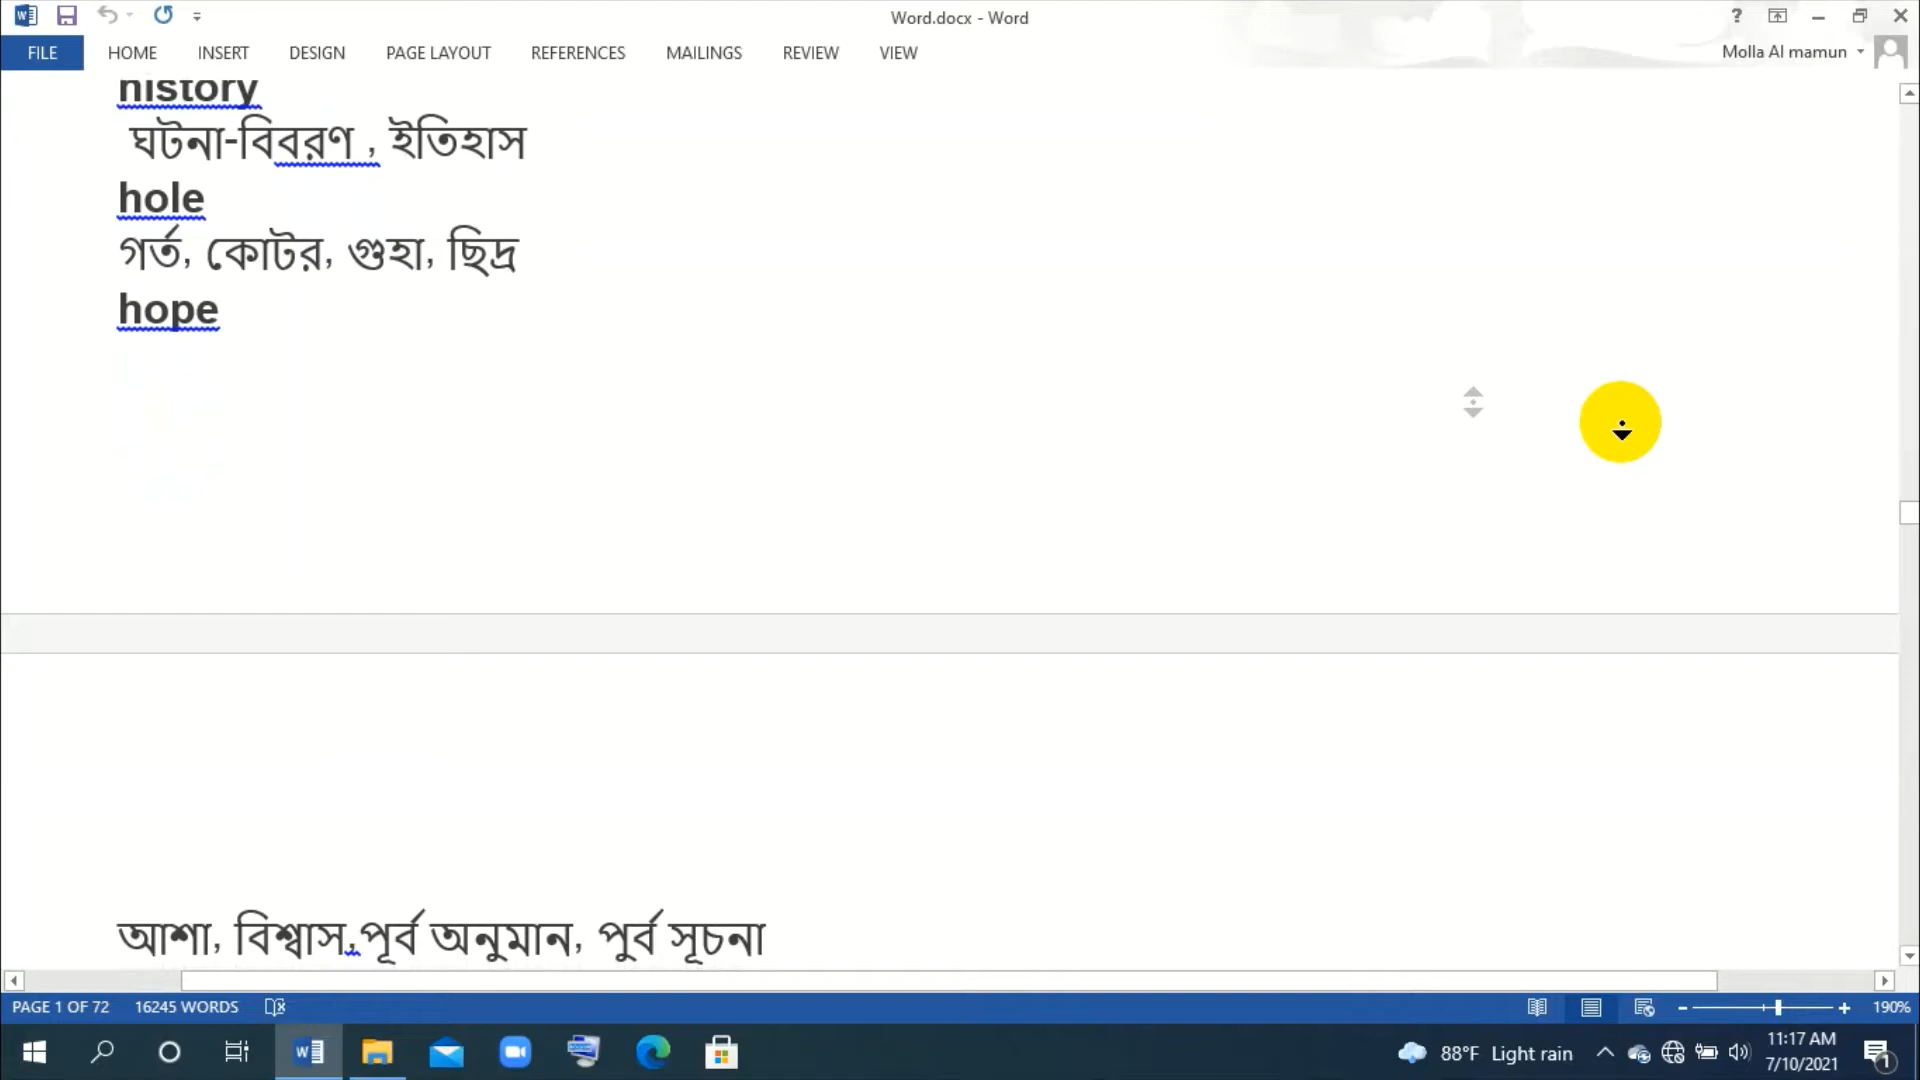 Word.docx - Word
FILE HOME INSERT DESIGN PAGE LAYOUT REFERENCES MAILINGS REVIEW VIEW
Molla Al mamun
history
ঘটনা-বিবরণ , ইতিহাস
hole
গর্ত, কোটর, গুহা, ছিদ্র
hope
আশা, বিশ্বাস,পূর্ব অনুমান, পুর্ব সূচনা
PAGE 1 OF 72 16245 WORDS
190%
88°F Light rain
11:17 AM
7/10/2021
1